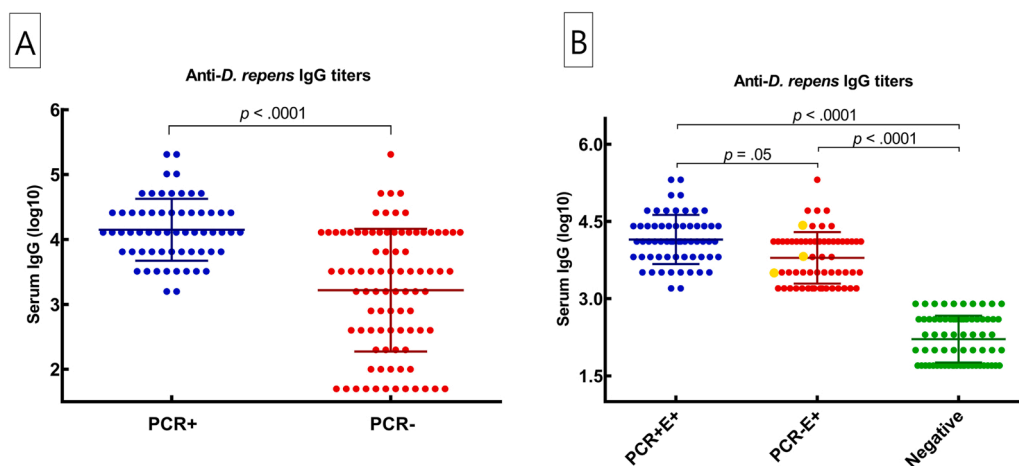 A
Anti-D. repens IgG titers
p < .0001
Serum IgG (log10)
6
5
4
3
2
PCR+
PCR-
B
Anti-D. repens IgG titers
p < .0001
p = .05
p <.0001
Serum IgG (log10)
6.0
4.5
3.0
1.5
PCR+E+
PCR-E+
Negative